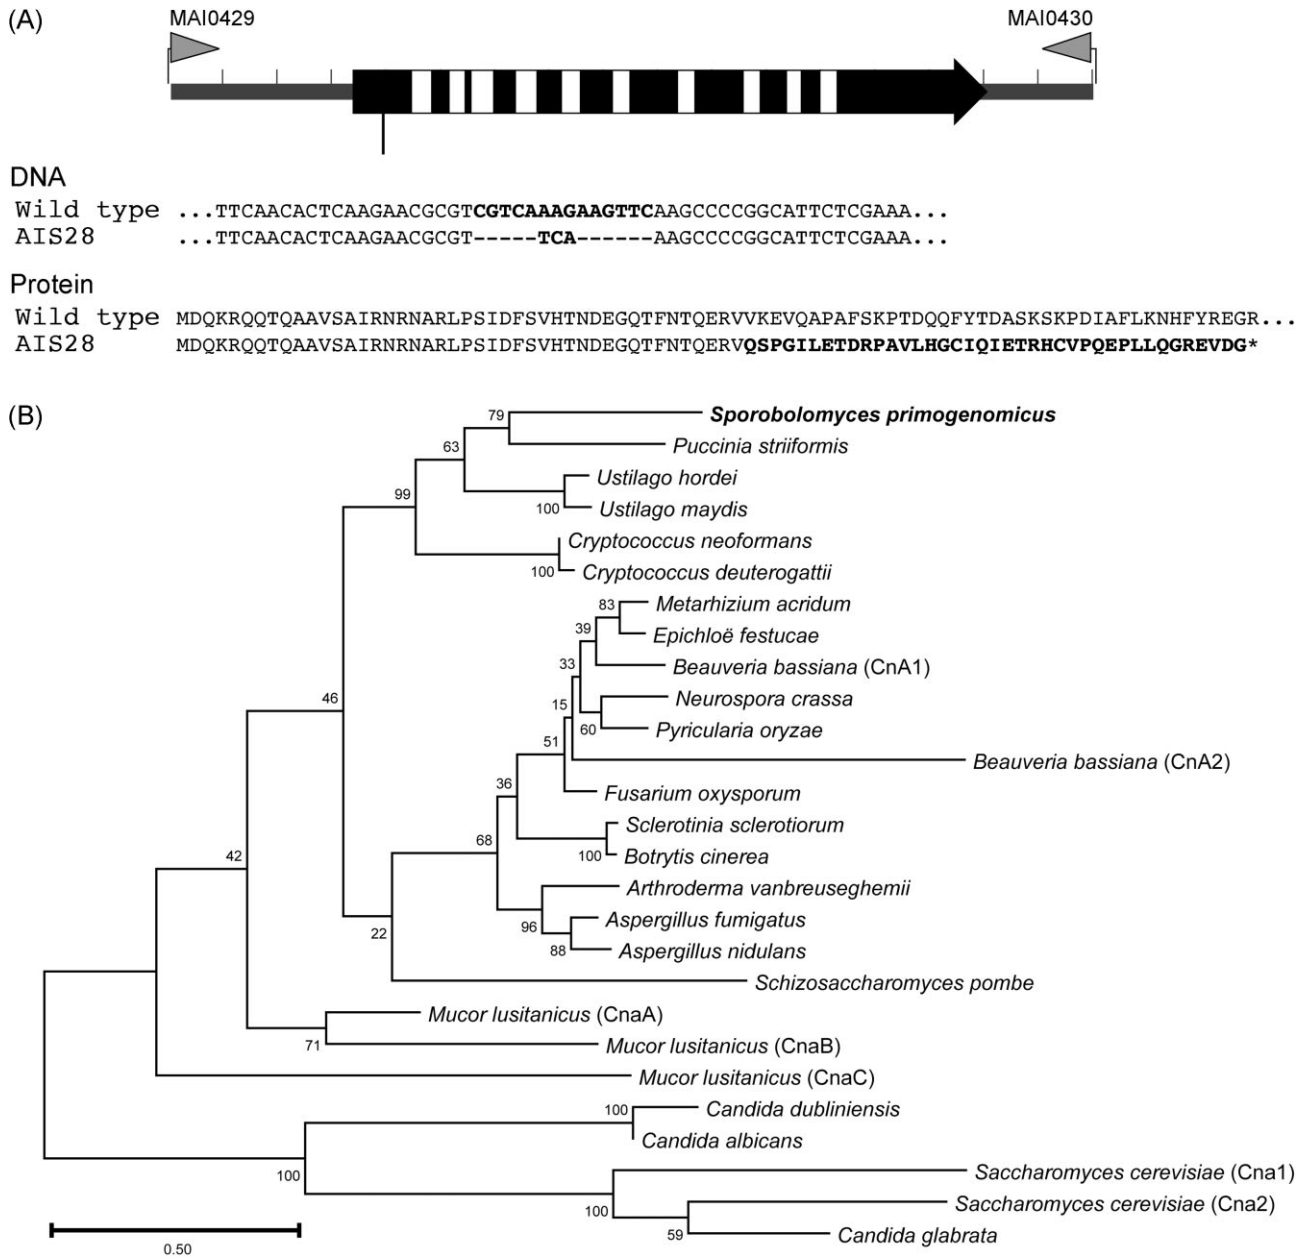 (A)
MAI0429 MAI0430
DNA
Wild type ...TTCAACACTCAAGAACGCGTCGTCAAAGAAGTTCAAGCCCCGGCATTCTCGAAA...
AIS28 ...TTCAACACTCAAGAACGCGT-----TCA------AAGCCCCGGCATTCTCGAAA...
Protein
Wild type MDQKRQQTQAAVSAIRNRNARLPSIDFSVHTNDEGQTFNTQERVVKEVQAPAFSKPTDQQFYTDASKSKPDIAFLKNHFYREGR...
AIS28 MDQKRQQTQAAVSAIRNRNARLPSIDFSVHTNDEGQTFNTQERVQSPGILETDRPAVLHGCIQIETRHCVPQEPLLQGREVDG*
(B)
79 Sporobolomyces primogenomicus
63 Puccinia striiformis
Ustilago hordei
99
100 Ustilago maydis
Cryptococcus neoformans
100 Cryptococcus deuterogattii
83 Metarhizium acridum
39 Epichloë festucae
33 Beauveria bassiana (CnA1)
46 15 Neurospora crassa
60 Pyricularia oryzae
51
Beauveria bassiana (CnA2)
36 Fusarium oxysporum
Sclerotinia sclerotiorum
42 68 100 Botrytis cinerea
Arthroderma vanbreuseghemii
96 Aspergillus fumigatus
22 88 Aspergillus nidulans
Schizosaccharomyces pombe
Mucor lusitanicus (CnaA)
71 Mucor lusitanicus (CnaB)
Mucor lusitanicus (CnaC)
100 Candida dubliniensis
Candida albicans
100 Saccharomyces cerevisiae (Cna1)
100 Saccharomyces cerevisiae (Cna2)
59 Candida glabrata
0.50